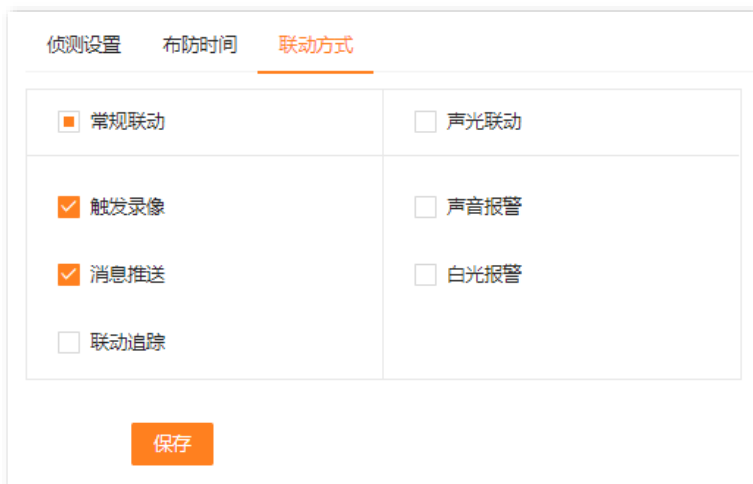 侦测设置 布防时间 联动方式
常规联动 声光联动
触发录像 声音报警
消息推送 白光报警
联动追踪
保存